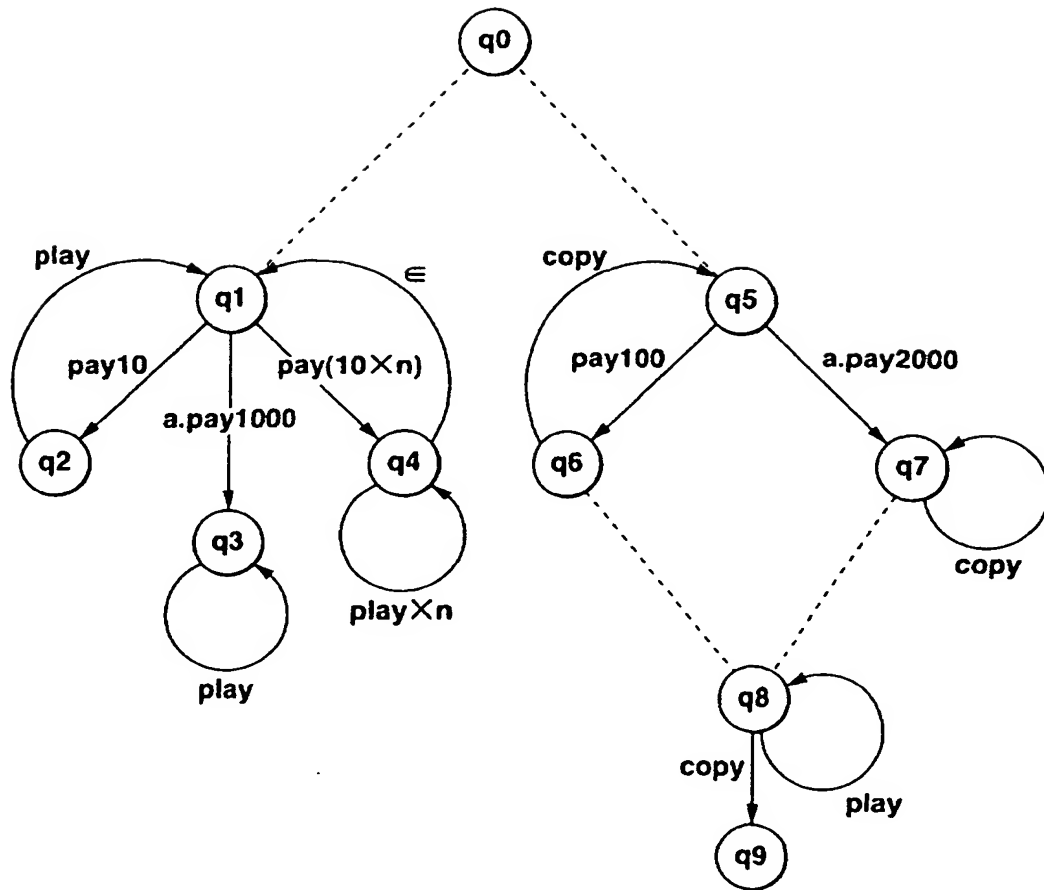 q0
play
∈
copy
q1
q5
pay10
pay(10×n)
pay100
a.pay2000
a.pay1000
q2
q4
q6
q7
q3
copy
play×n
play
q8
copy
play
q9